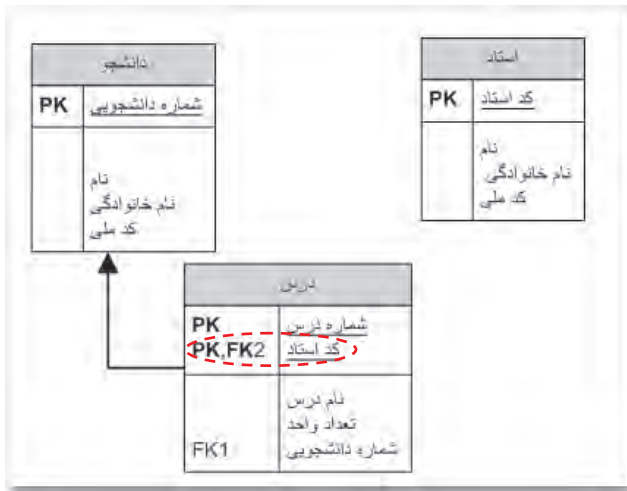 دانشجو
PK شماره دانشجویی
نام
نام خانوادگی
کد ملی
استاد
PK کد استاد
نام
نام خانوادگی
کد ملی
درس
PK شماره درس
PK,FK2 کد استاد
نام درس
تعداد واحد
FK1 شماره دانشجویی